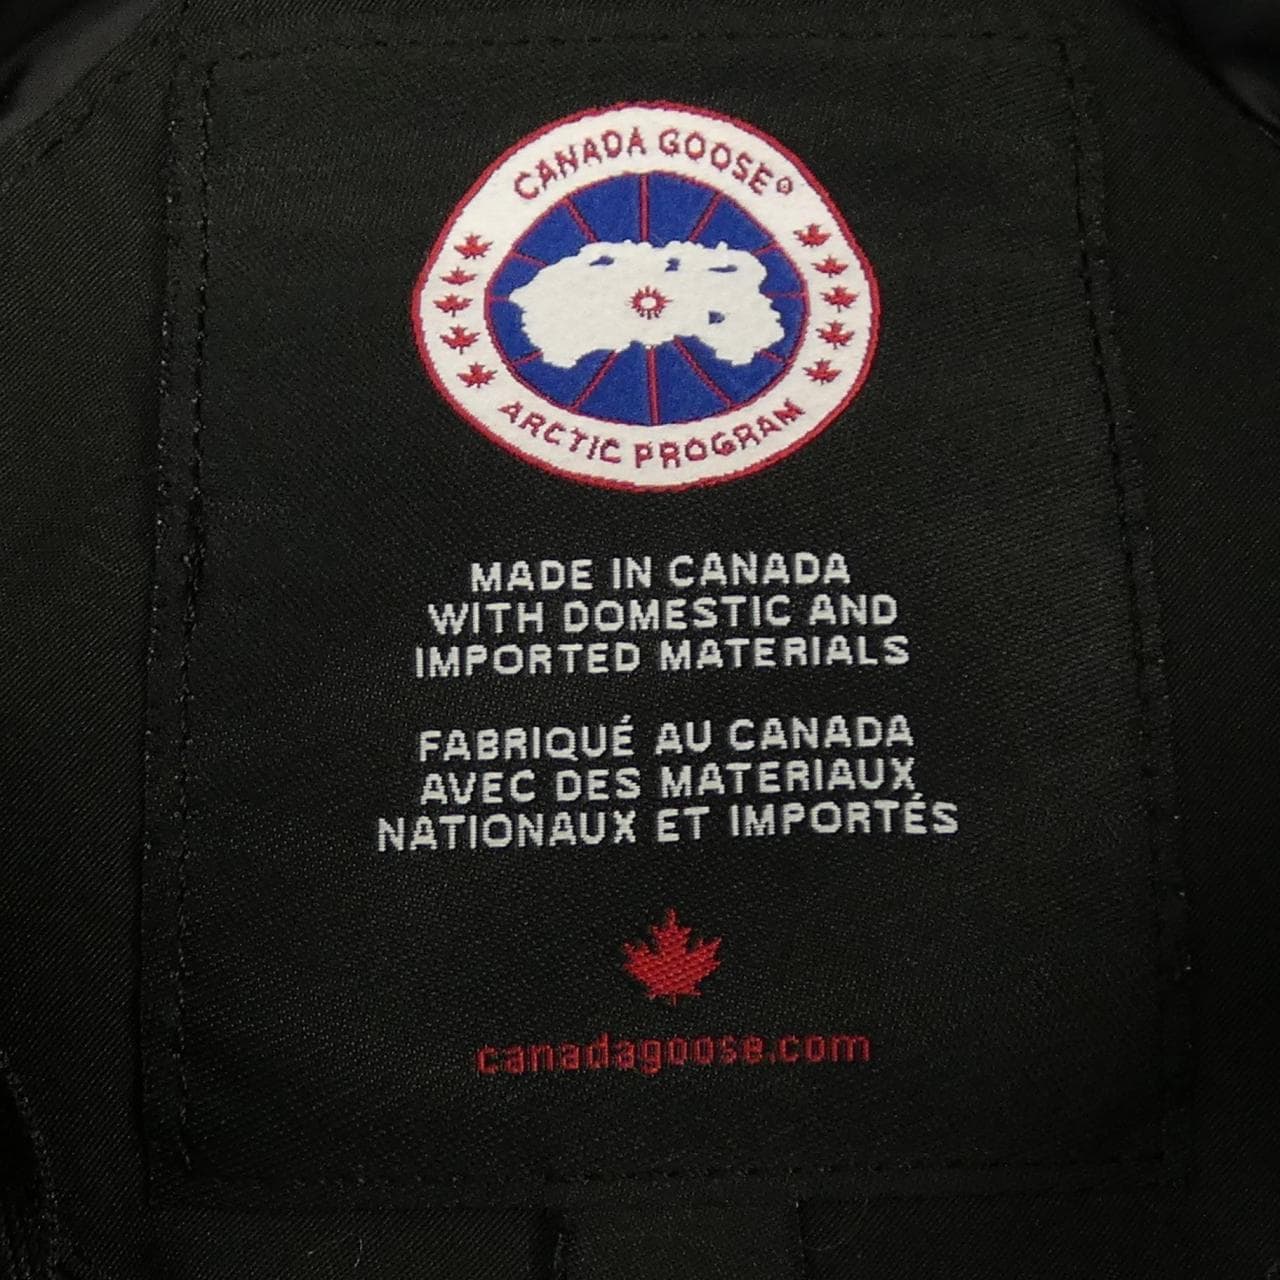 CANADA GOOSE®
ARCTIC PROGRAM
MADE IN CANADA
WITH DOMESTIC AND
IMPORTED MATERIALS
FABRIQUÉ AU CANADA
AVEC DES MATERIAUX
NATIONAUX ET IMPORTÉS
canadagoose.com